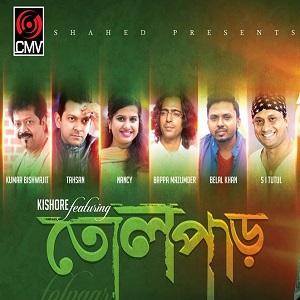 CMV
SHAHED PRESENTS
KUMAR BISHWAJIT TAHSAN NANCY BAPPA MAZUMDER BELAL KHAN S I TUTUL
KISHORE featuring
তোলপাড়
tolpaar